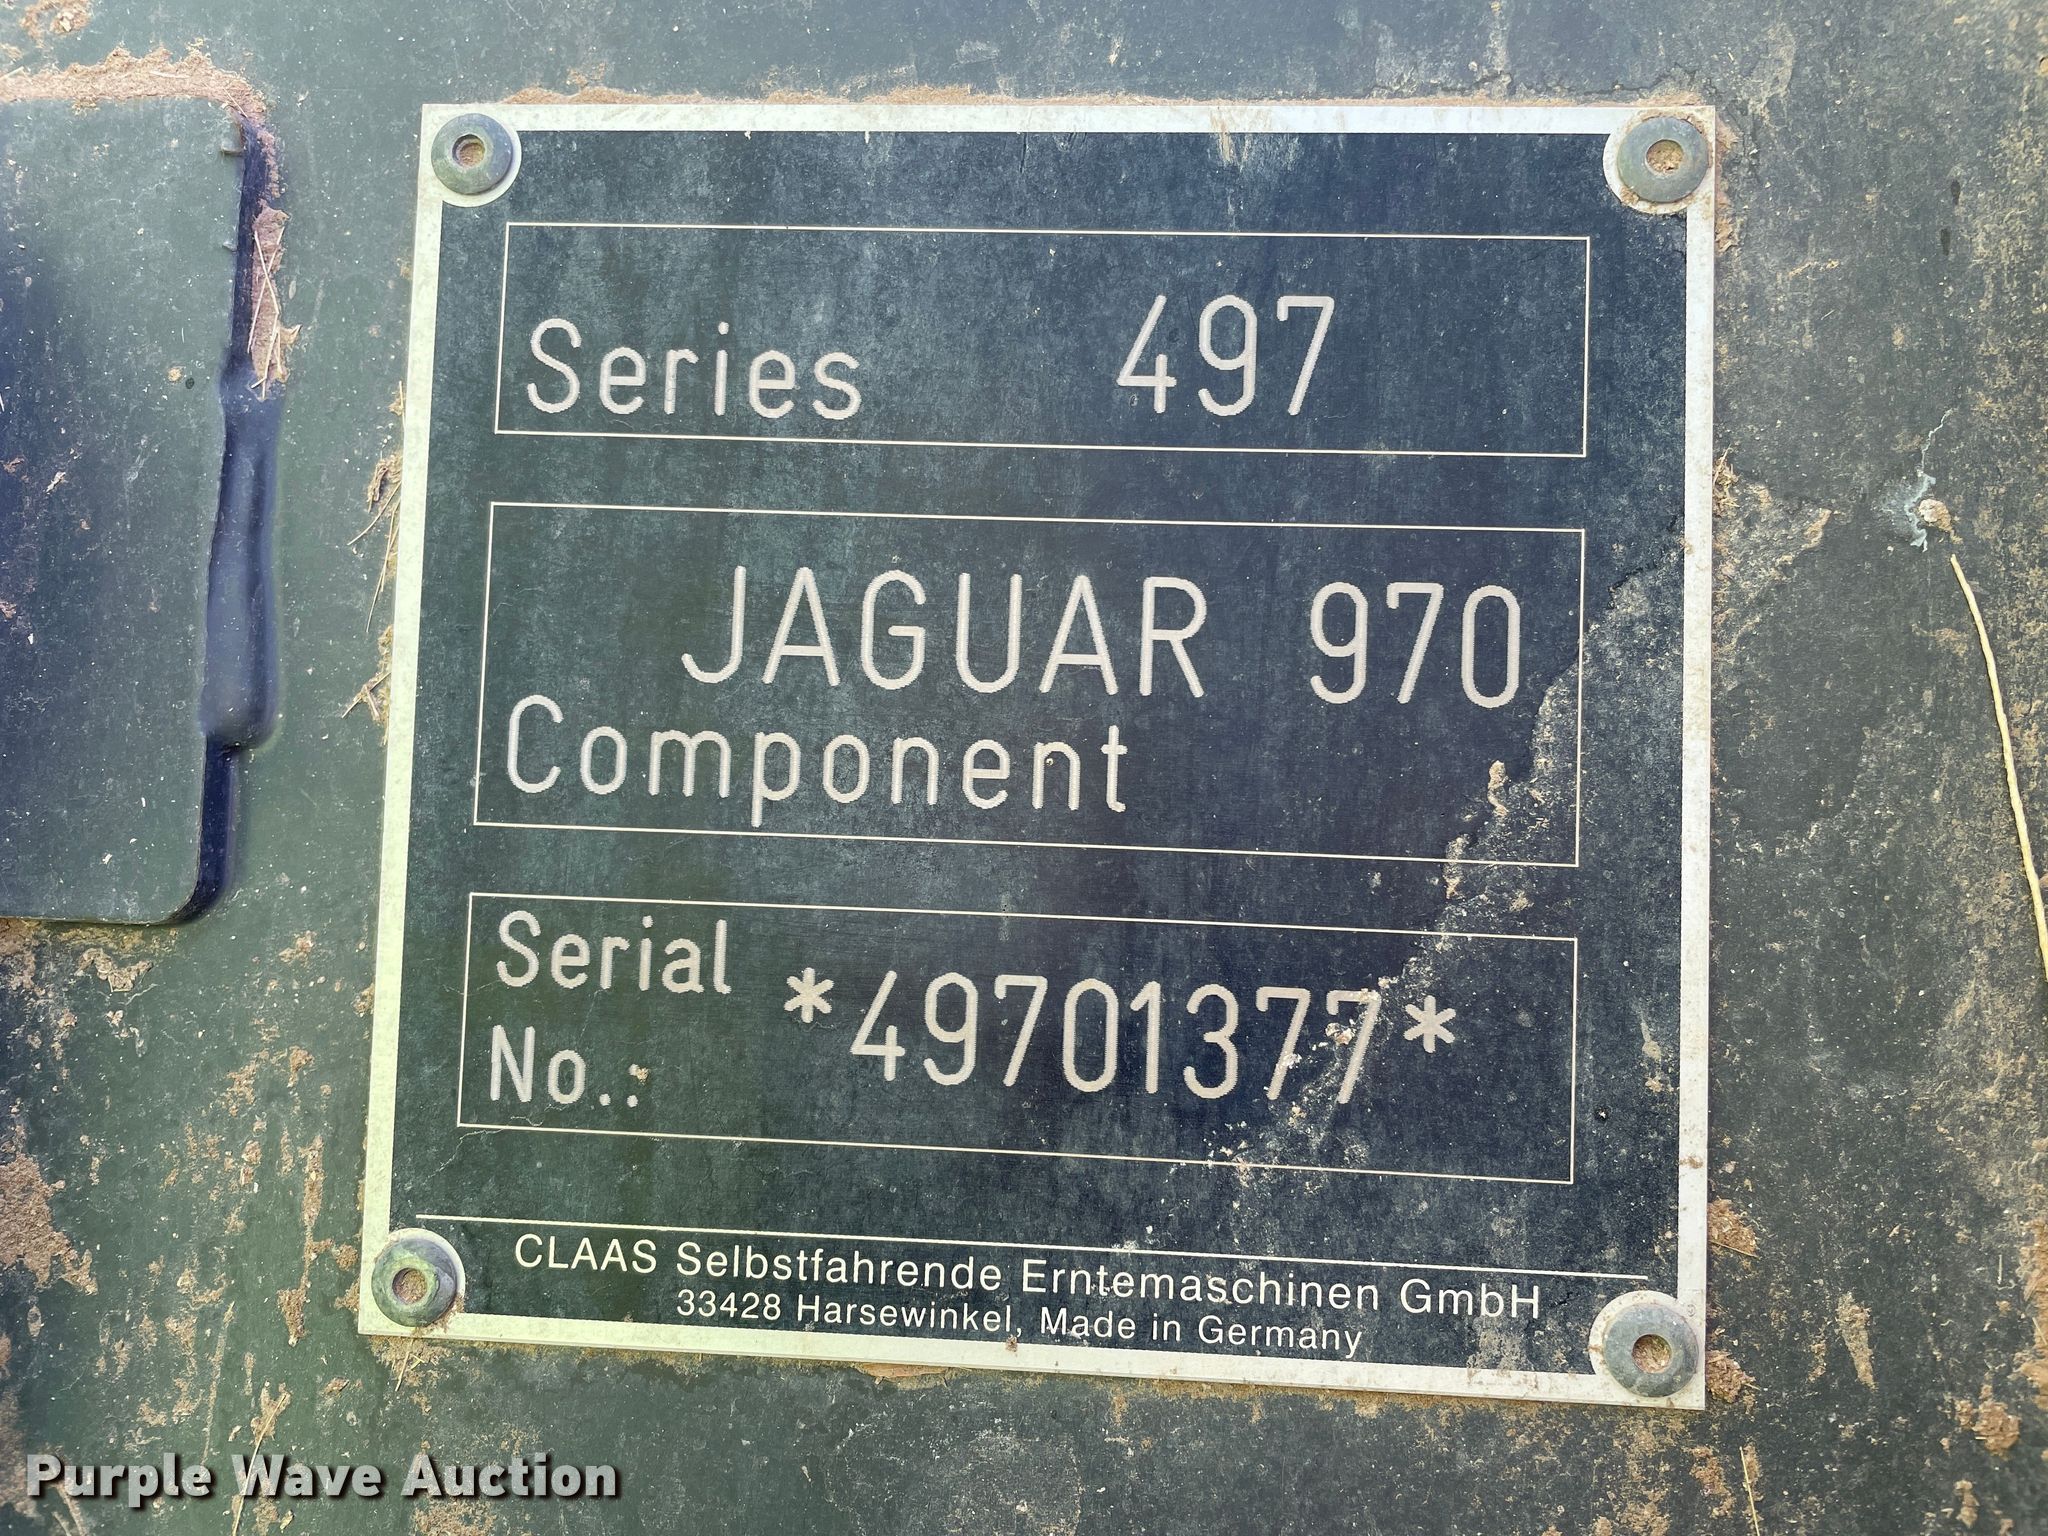 Series 497
JAGUAR 970
Component
Serial
No.: *49701377*
CLAAS Selbstfahrende Erntemaschinen GmbH
33428 Harsewinkel, Made in Germany
Purple Wave Auction